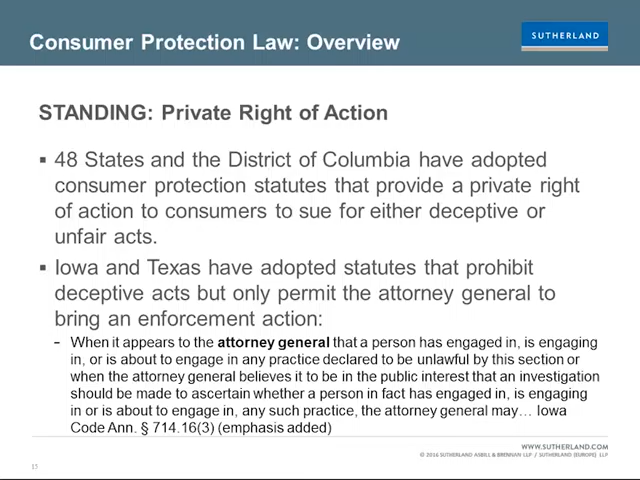 Consumer Protection Law: Overview
SUTHERLAND
STANDING: Private Right of Action
▪ 48 States and the District of Columbia have adopted
consumer protection statutes that provide a private right
of action to consumers to sue for either deceptive or
unfair acts.
▪ Iowa and Texas have adopted statutes that prohibit
deceptive acts but only permit the attorney general to
bring an enforcement action:
– When it appears to the attorney general that a person has engaged in, is engaging
in, or is about to engage in any practice declared to be unlawful by this section or
when the attorney general believes it to be in the public interest that an investigation
should be made to ascertain whether a person in fact has engaged in, is engaging
in or is about to engage in, any such practice, the attorney general may… Iowa
Code Ann. § 714.16(3) (emphasis added)
WWW.SUTHERLAND.COM
© 2016 SUTHERLAND ASBILL & BRENNAN LLP / SUTHERLAND (EUROPE) LLP
15